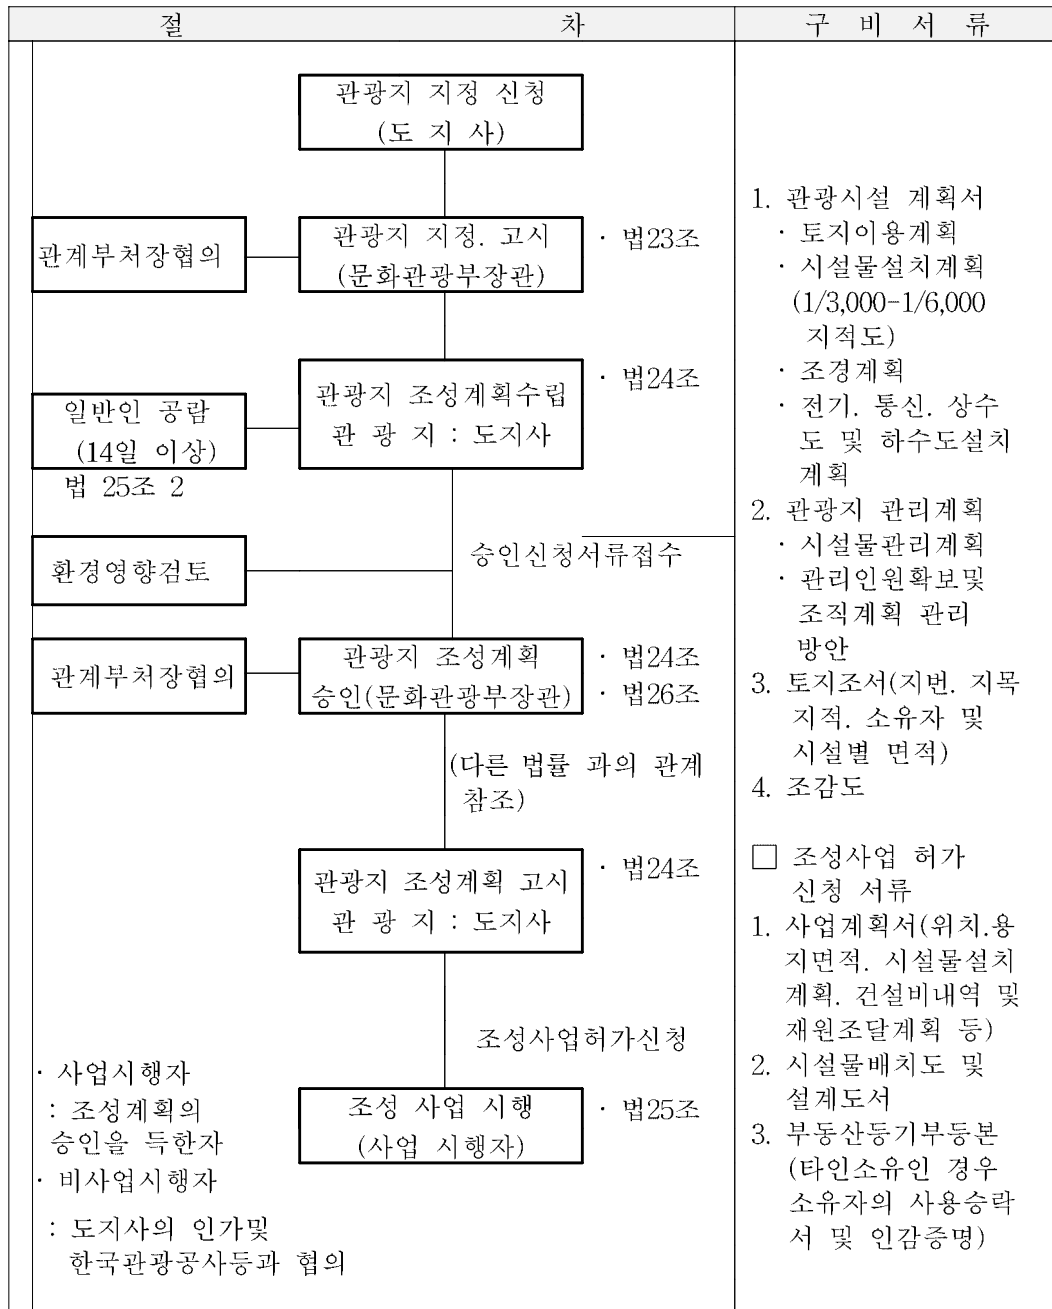 절 차
구 비 서 류
관광지 지정 신청
(도 지 사)
관계부처장협의
관광지 지정. 고시
(문화관광부장관)
· 법23조
일반인 공람
(14일 이상)
법 25조 2
관광지 조성계획수립
관 광 지 : 도지사
· 법24조
환경영향검토
승인신청서류접수
관계부처장협의
관광지 조성계획
승인(문화관광부장관)
· 법24조
· 법26조
(다른 법률 과의 관계
참조)
관광지 조성계획 고시
관 광 지 : 도지사
· 법24조
조성사업허가신청
조성 사업 시행
(사업 시행자)
· 법25조
· 사업시행자
: 조성계획의
승인을 득한자
· 비사업시행자
: 도지사의 인가및
한국관광공사등과 협의
1. 관광시설 계획서
· 토지이용계획
· 시설물설치계획
(1/3,000-1/6,000
지적도)
· 조경계획
· 전기. 통신. 상수
도 및 하수도설치
계획
2. 관광지 관리계획
· 시설물관리계획
· 관리인원확보및
조직계획 관리
방안
3. 토지조서(지번. 지목
지적. 소유자 및
시설별 면적)
4. 조감도
□ 조성사업 허가
신청 서류
1. 사업계획서(위치.용
지면적. 시설물설치
계획. 건설비내역 및
재원조달계획 등)
2. 시설물배치도 및
설계도서
3. 부동산등기부등본
(타인소유인 경우
소유자의 사용승락
서 및 인감증명)